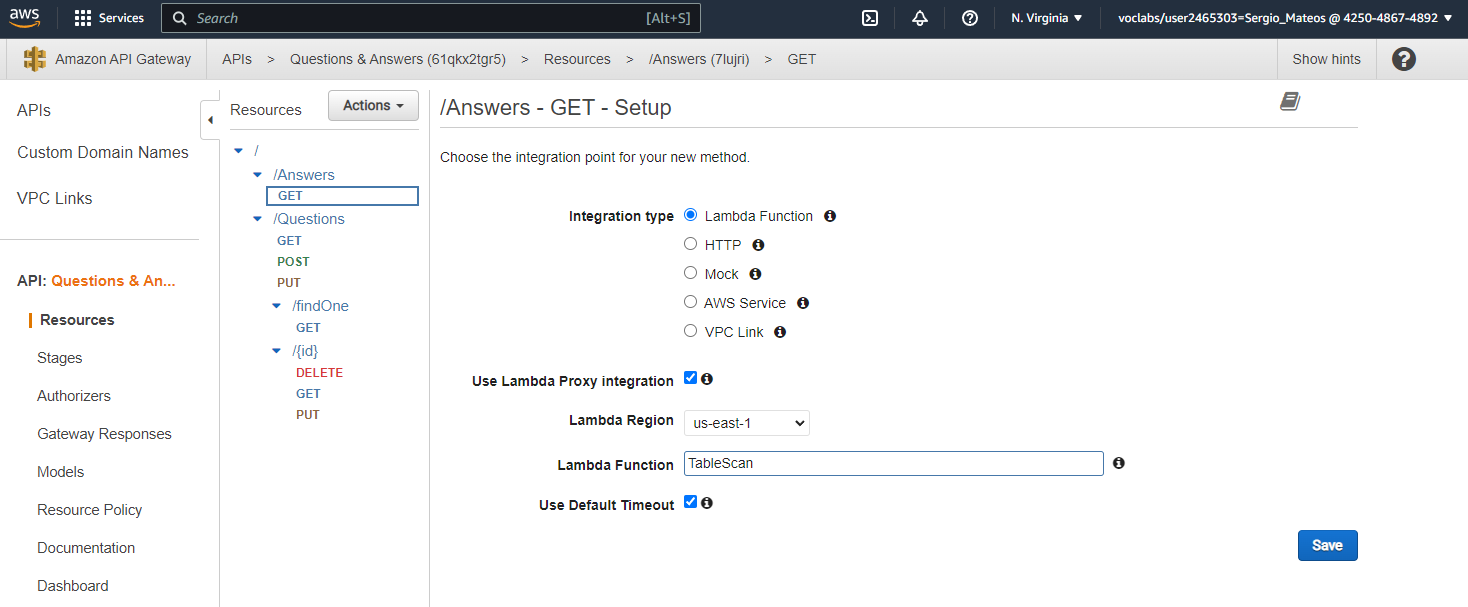 aws Services Search [Alt+S] N. Virginia voclabs/user2465303=Sergio_Mateos @ 4250-4867-4892
Amazon API Gateway APIs > Questions & Answers (61qkx2tgr5) > Resources > /Answers (7lujri) > GET Show hints
APIs
Custom Domain Names
VPC Links
API: Questions & An...
Resources
Stages
Authorizers
Gateway Responses
Models
Resource Policy
Documentation
Dashboard
Resources Actions
/
/Answers
GET
/Questions
GET
POST
PUT
/findOne
GET
/{id}
DELETE
GET
PUT
/Answers - GET - Setup
Choose the integration point for your new method.
Integration type Lambda Function
HTTP
Mock
AWS Service
VPC Link
Use Lambda Proxy integration
Lambda Region us-east-1
Lambda Function TableScan
Use Default Timeout
Save